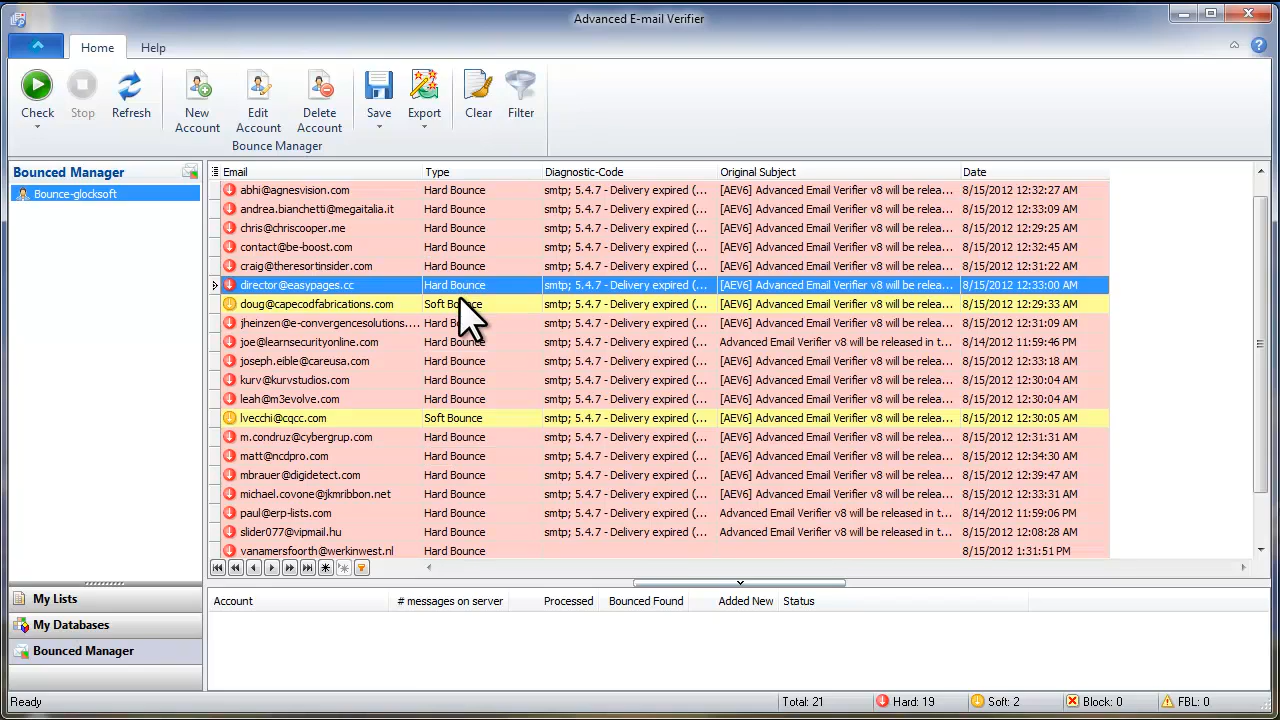 Advanced E-mail Verifier
Home Help
Check Stop Refresh New Account Edit Account Delete Account Save Export Clear Filter
Bounce Manager
Bounced Manager
Bounce-glocksoft
Email Type Diagnostic-Code Original Subject Date
abhi@agnesvision.com Hard Bounce smtp; 5.4.7 - Delivery expired (... [AEV6] Advanced Email Verifier v8 will be relea... 8/15/2012 12:32:27 AM
andrea.bianchetti@megaitalia.it Hard Bounce smtp; 5.4.7 - Delivery expired (... [AEV6] Advanced Email Verifier v8 will be relea... 8/15/2012 12:33:09 AM
chris@chriscooper.me Hard Bounce smtp; 5.4.7 - Delivery expired (... [AEV6] Advanced Email Verifier v8 will be relea... 8/15/2012 12:29:25 AM
contact@be-boost.com Hard Bounce smtp; 5.4.7 - Delivery expired (... [AEV6] Advanced Email Verifier v8 will be relea... 8/15/2012 12:32:45 AM
craig@theresortinsider.com Hard Bounce smtp; 5.4.7 - Delivery expired (... [AEV6] Advanced Email Verifier v8 will be relea... 8/15/2012 12:31:22 AM
director@easypages.cc Hard Bounce smtp; 5.4.7 - Delivery expired (... [AEV6] Advanced Email Verifier v8 will be relea... 8/15/2012 12:33:00 AM
doug@capecodfabrications.com Soft Bounce smtp; 5.4.7 - Delivery expired (... [AEV6] Advanced Email Verifier v8 will be relea... 8/15/2012 12:29:33 AM
jheinzen@e-convergencesolutions.... Hard Bounce smtp; 5.4.7 - Delivery expired (... [AEV6] Advanced Email Verifier v8 will be relea... 8/15/2012 12:31:09 AM
joe@learnsecurityonline.com Hard Bounce smtp; 5.4.7 - Delivery expired (... Advanced Email Verifier v8 will be released in t... 8/14/2012 11:59:46 PM
joseph.eible@careusa.com Hard Bounce smtp; 5.4.7 - Delivery expired (... [AEV6] Advanced Email Verifier v8 will be relea... 8/15/2012 12:33:18 AM
kurv@kurvstudios.com Hard Bounce smtp; 5.4.7 - Delivery expired (... [AEV6] Advanced Email Verifier v8 will be relea... 8/15/2012 12:30:04 AM
leah@m3evolve.com Hard Bounce smtp; 5.4.7 - Delivery expired (... [AEV6] Advanced Email Verifier v8 will be relea... 8/15/2012 12:30:04 AM
lvecchi@cqcc.com Soft Bounce smtp; 5.4.7 - Delivery expired (... [AEV6] Advanced Email Verifier v8 will be relea... 8/15/2012 12:30:05 AM
m.condruz@cybergrup.com Hard Bounce smtp; 5.4.7 - Delivery expired (... [AEV6] Advanced Email Verifier v8 will be relea... 8/15/2012 12:31:31 AM
matt@ncdpro.com Hard Bounce smtp; 5.4.7 - Delivery expired (... [AEV6] Advanced Email Verifier v8 will be relea... 8/15/2012 12:34:30 AM
mbrauer@digidetect.com Hard Bounce smtp; 5.4.7 - Delivery expired (... [AEV6] Advanced Email Verifier v8 will be relea... 8/15/2012 12:39:47 AM
michael.covone@jkmribbon.net Hard Bounce smtp; 5.4.7 - Delivery expired (... [AEV6] Advanced Email Verifier v8 will be relea... 8/15/2012 12:33:31 AM
paul@erp-lists.com Hard Bounce smtp; 5.4.7 - Delivery expired (... Advanced Email Verifier v8 will be released in t... 8/14/2012 11:59:06 PM
slider077@vipmail.hu Hard Bounce smtp; 5.4.7 - Delivery expired (... Advanced Email Verifier v8 will be released in t... 8/15/2012 12:08:28 AM
vanamersfoorth@werkinwest.nl Hard Bounce 8/15/2012 1:31:51 PM
My Lists
My Databases
Bounced Manager
Account # messages on server Processed Bounced Found Added New Status
Ready Total: 21 Hard: 19 Soft: 2 Block: 0 FBL: 0